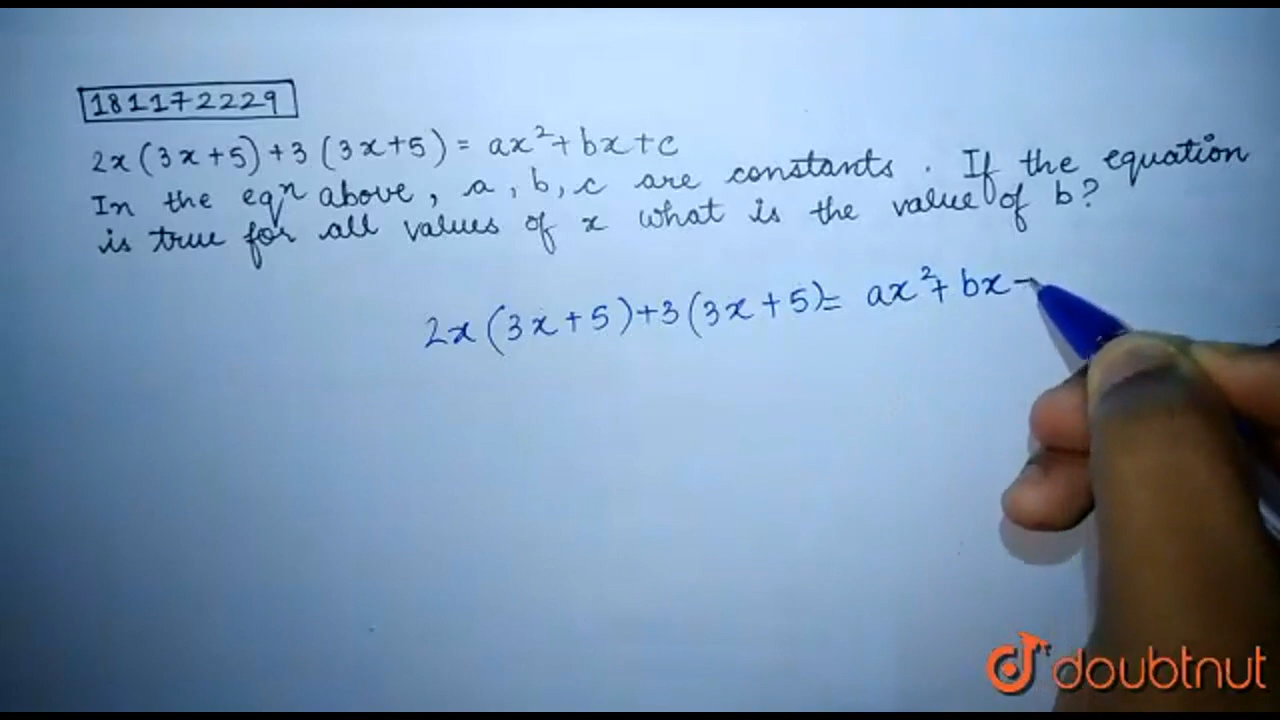 181172229
2x(3x+5)+3(3x+5)= ax²+bx+c
In the eqⁿ above, a, b, c are constants. If the equation
is true for all values of x what is the value of b?
2x(3x+5)+3(3x+5)= ax²+bx-
doubtnut